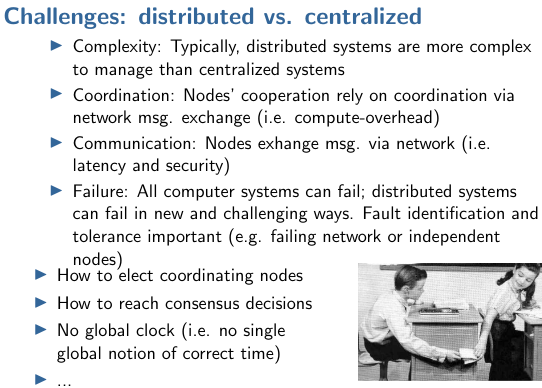 Challenges: distributed vs. centralized
Complexity: Typically, distributed systems are more complex
to manage than centralized systems
Coordination: Nodes' cooperation rely on coordination via
network msg. exchange (i.e. compute-overhead)
Communication: Nodes exhange msg. via network (i.e.
latency and security)
Failure: All computer systems can fail; distributed systems
can fail in new and challenging ways. Fault identification and
tolerance important (e.g. failing network or independent
nodes)
How to elect coordinating nodes
How to reach consensus decisions
No global clock (i.e. no single
global notion of correct time)
...